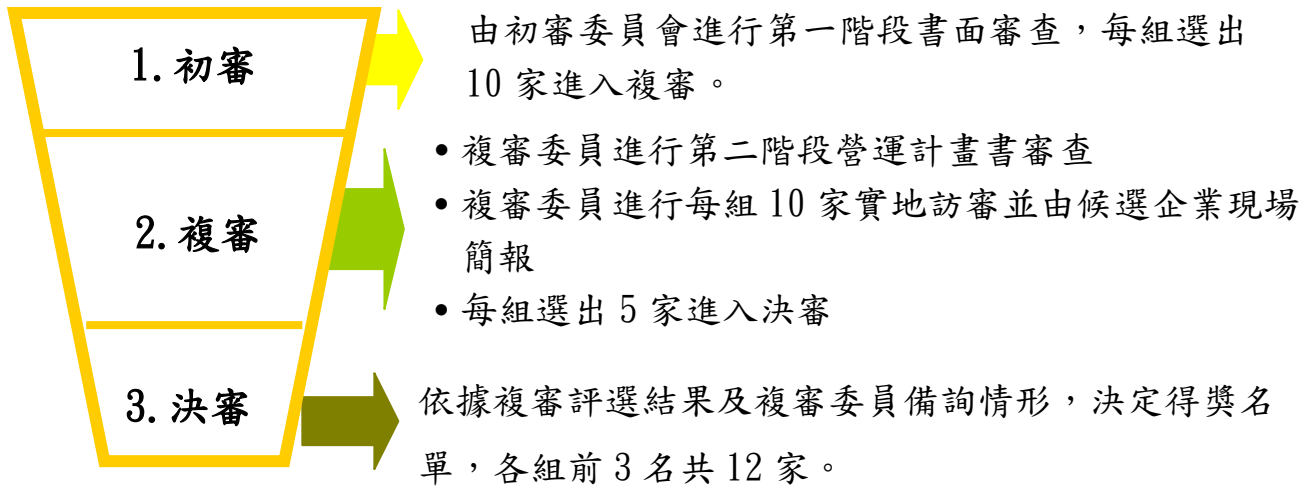 1.初審
由初審委員會進行第一階段書面審查，每組選出
10 家進入複審。
2.複審
•複審委員進行第二階段營運計畫書審查
•複審委員進行每組 10 家實地訪審並由候選企業現場
簡報
•每組選出 5 家進入決審
3.決審
依據複審評選結果及複審委員備詢情形，決定得獎名
單，各組前 3 名共 12 家。